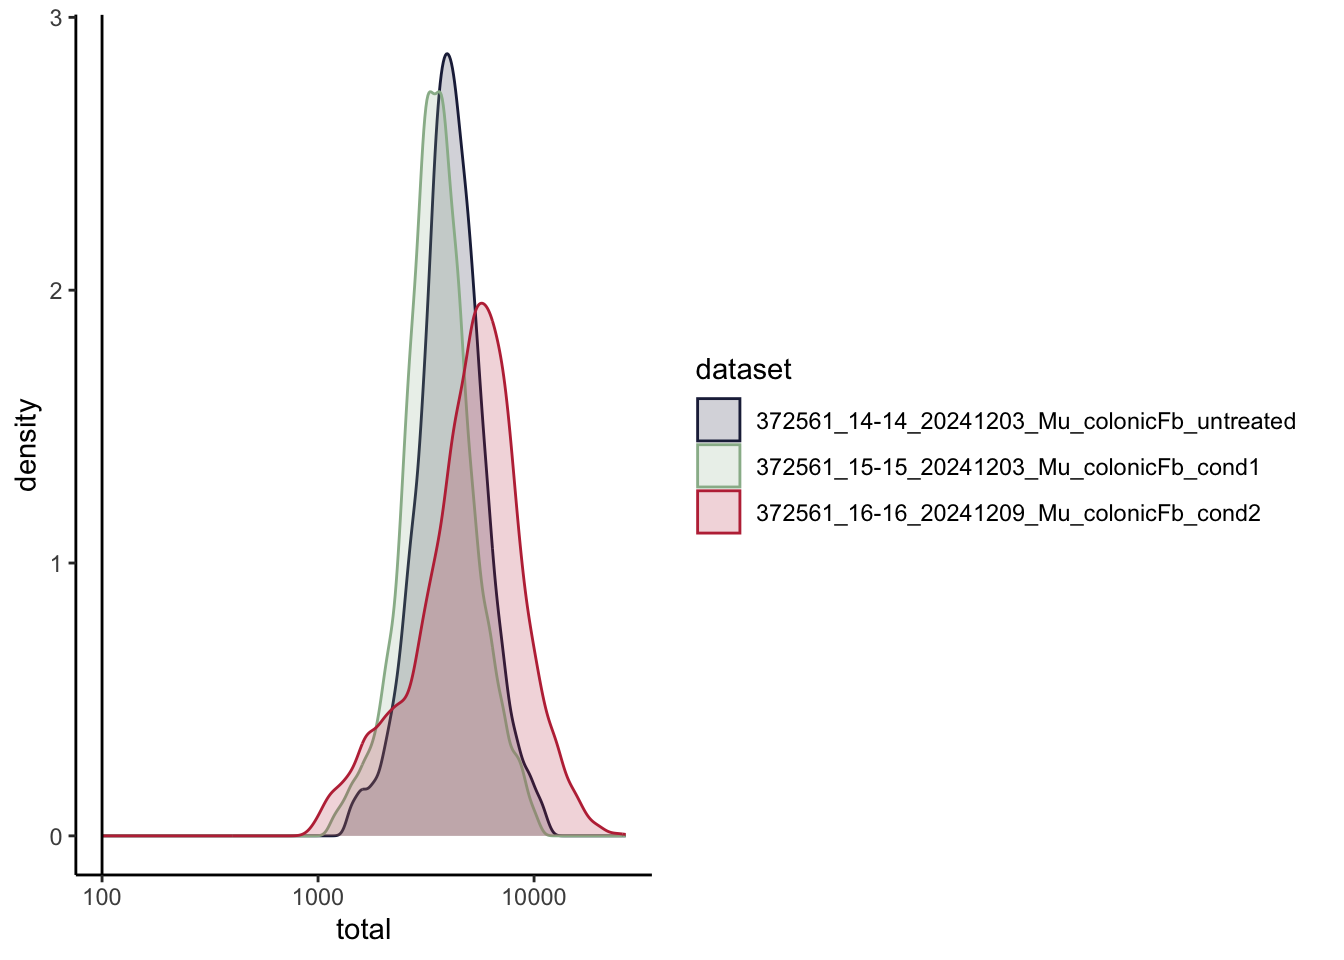 3
2
1
0
density
100
1000
10000
total
dataset
372561_14-14_20241203_Mu_colonicFb_untreated
372561_15-15_20241203_Mu_colonicFb_cond1
372561_16-16_20241209_Mu_colonicFb_cond2